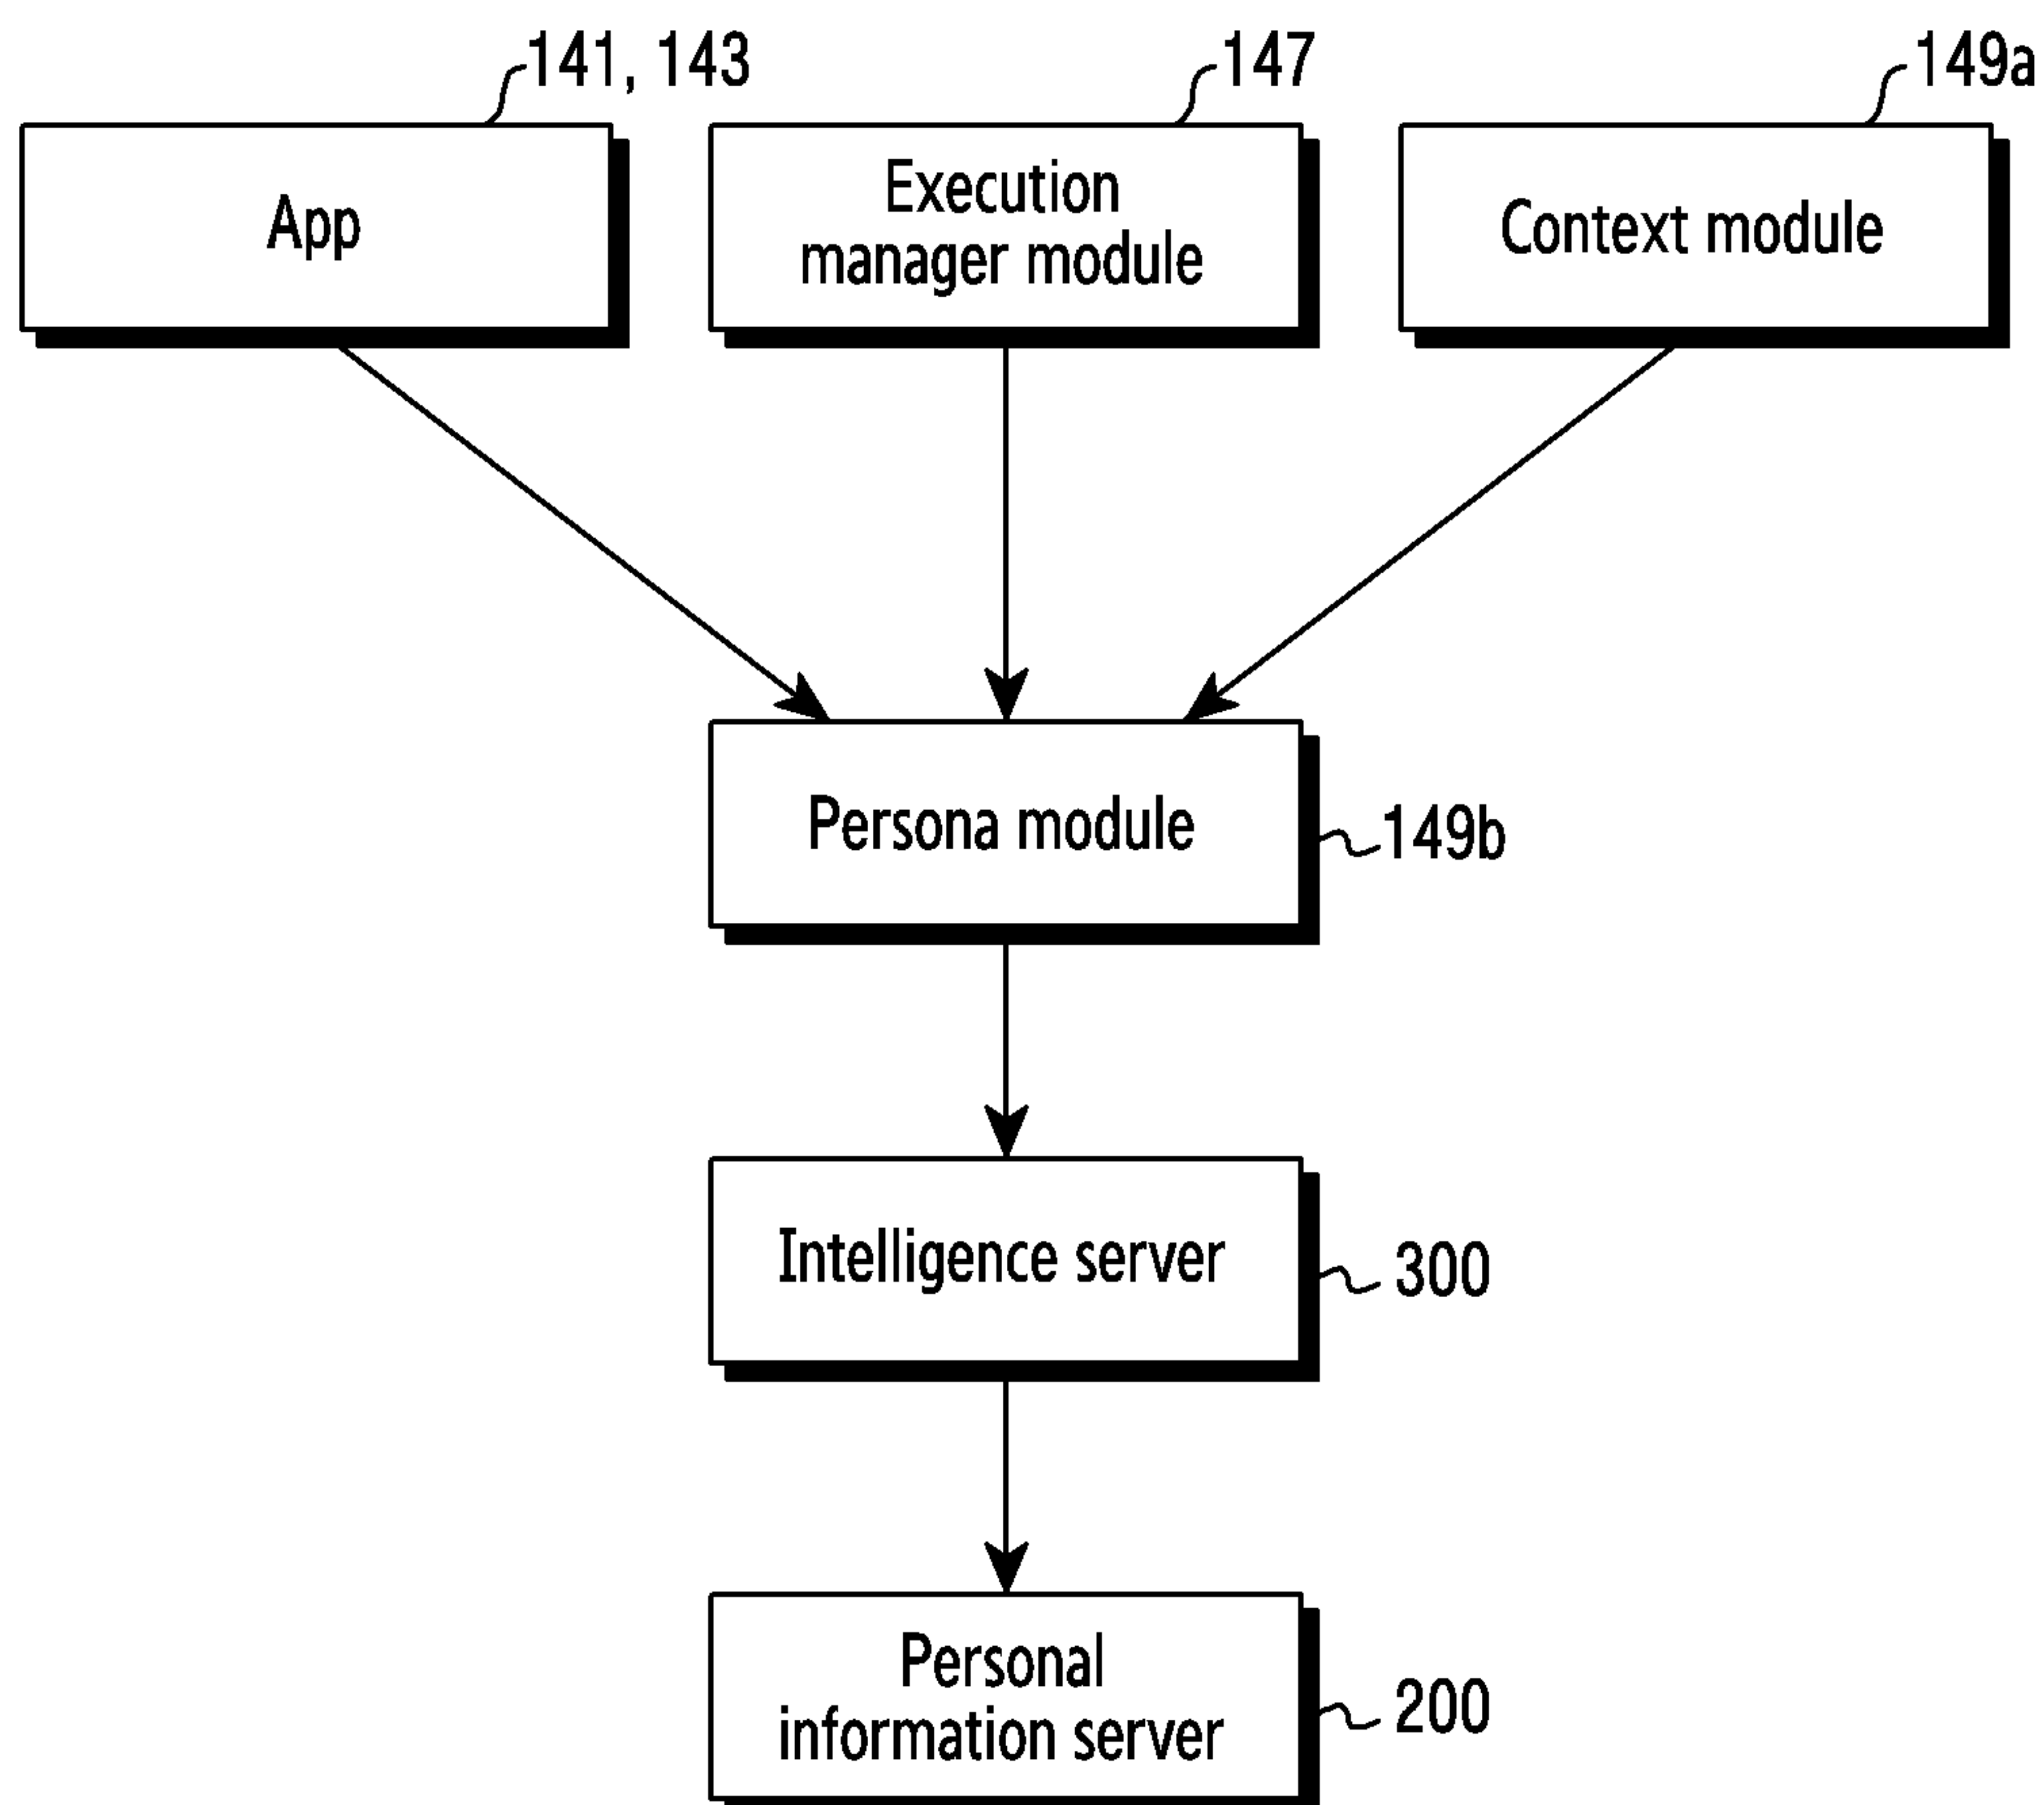 141, 143
147
149a
App
Execution
manager module
Context module
Persona module
149b
Intelligence server
300
Personal
information server
200